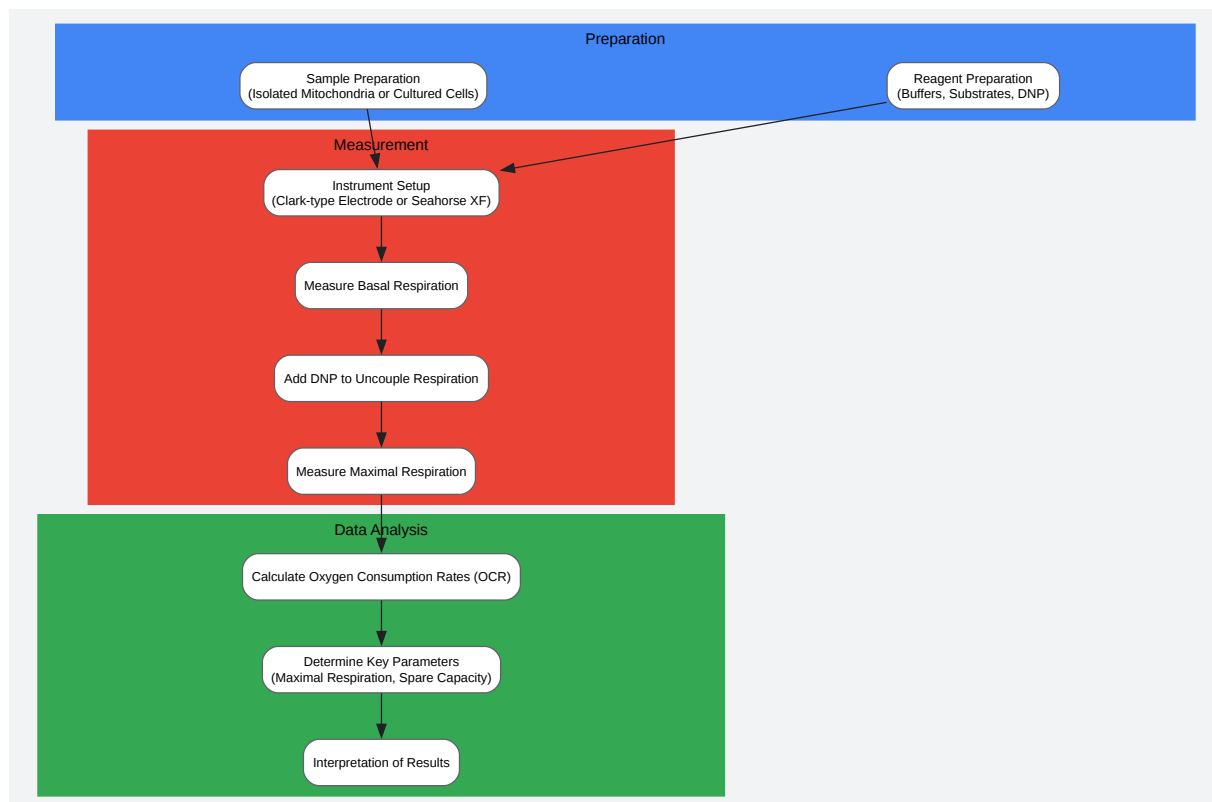 Preparation
Sample Preparation
(Isolated Mitochondria or Cultured Cells)
Reagent Preparation
(Buffers, Substrates, DNP)
Measurement
Instrument Setup
(Clark-type Electrode or Seahorse XF)
Measure Basal Respiration
Add DNP to Uncouple Respiration
Measure Maximal Respiration
Data Analysis
Calculate Oxygen Consumption Rates (OCR)
Determine Key Parameters
(Maximal Respiration, Spare Capacity)
Interpretation of Results